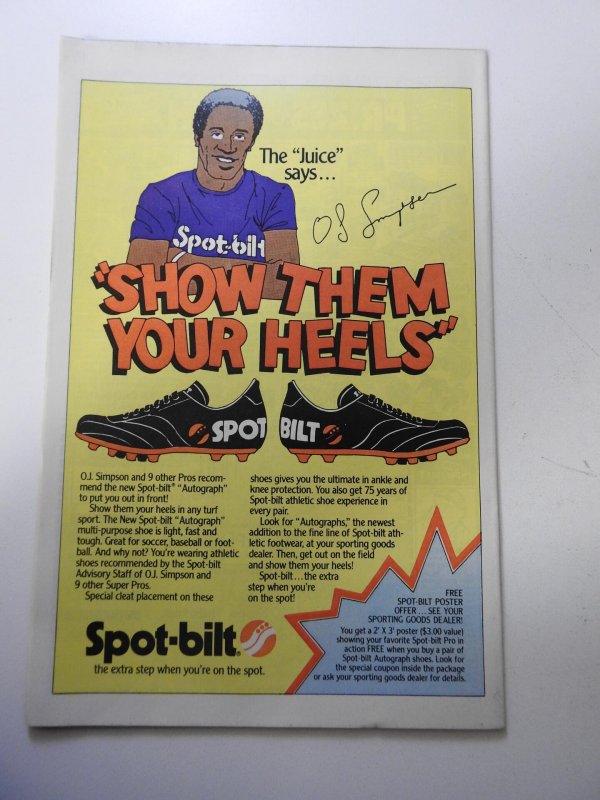 The "Juice"
says...
OJ Simpson
Spot-bilt
"SHOW THEM
YOUR HEELS"
SPOT BILT
O.J. Simpson and 9 other Pros recom-
mend the new Spot-bilt® "Autograph"
to put you out in front!
Show them your heels in any turf
sport. The New Spot-bilt "Autograph"
multi-purpose shoe is light, fast and
tough. Great for soccer, baseball or foot-
ball. And why not? You're wearing athletic
shoes recommended by the Spot-bilt
Advisory Staff of O.J. Simpson and
9 other Super Pros.
Special cleat placement on these
shoes gives you the ultimate in ankle and
knee protection. You also get 75 years of
Spot-bilt athletic shoe experience in
every pair.
Look for "Autographs," the newest
addition to the fine line of Spot-bilt ath-
letic footwear, at your sporting goods
dealer. Then, get out on the field
and show them your heels!
Spot-bilt...the extra
step when you're
on the spot!
FREE
SPOT-BILT POSTER
OFFER...SEE YOUR
SPORTING GOODS DEALER!
You get a 2' X 3' poster ($3.00 value)
showing your favorite Spot-bilt Pro in
action FREE when you buy a pair of
Spot-bilt Autograph shoes. Look for
the special coupon inside the package
or ask your sporting goods dealer for details.
Spot-bilt®
the extra step when you're on the spot.